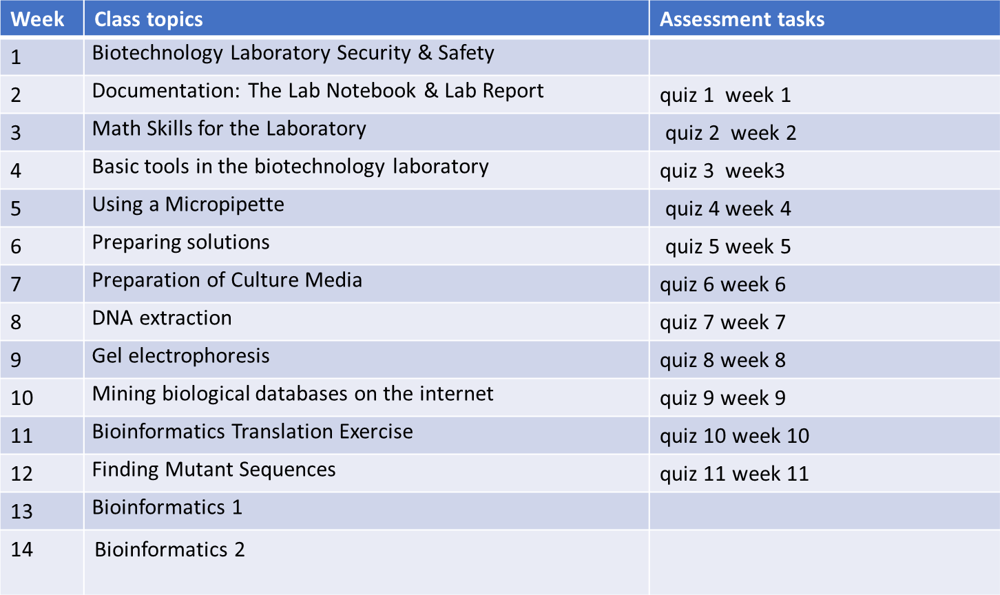 Week Class topics Assessment tasks
1 Biotechnology Laboratory Security & Safety
2 Documentation: The Lab Notebook & Lab Report quiz 1 week 1
3 Math Skills for the Laboratory quiz 2 week 2
4 Basic tools in the biotechnology laboratory quiz 3 week3
5 Using a Micropipette quiz 4 week 4
6 Preparing solutions quiz 5 week 5
7 Preparation of Culture Media quiz 6 week 6
8 DNA extraction quiz 7 week 7
9 Gel electrophoresis quiz 8 week 8
10 Mining biological databases on the internet quiz 9 week 9
11 Bioinformatics Translation Exercise quiz 10 week 10
12 Finding Mutant Sequences quiz 11 week 11
13 Bioinformatics 1
14 Bioinformatics 2